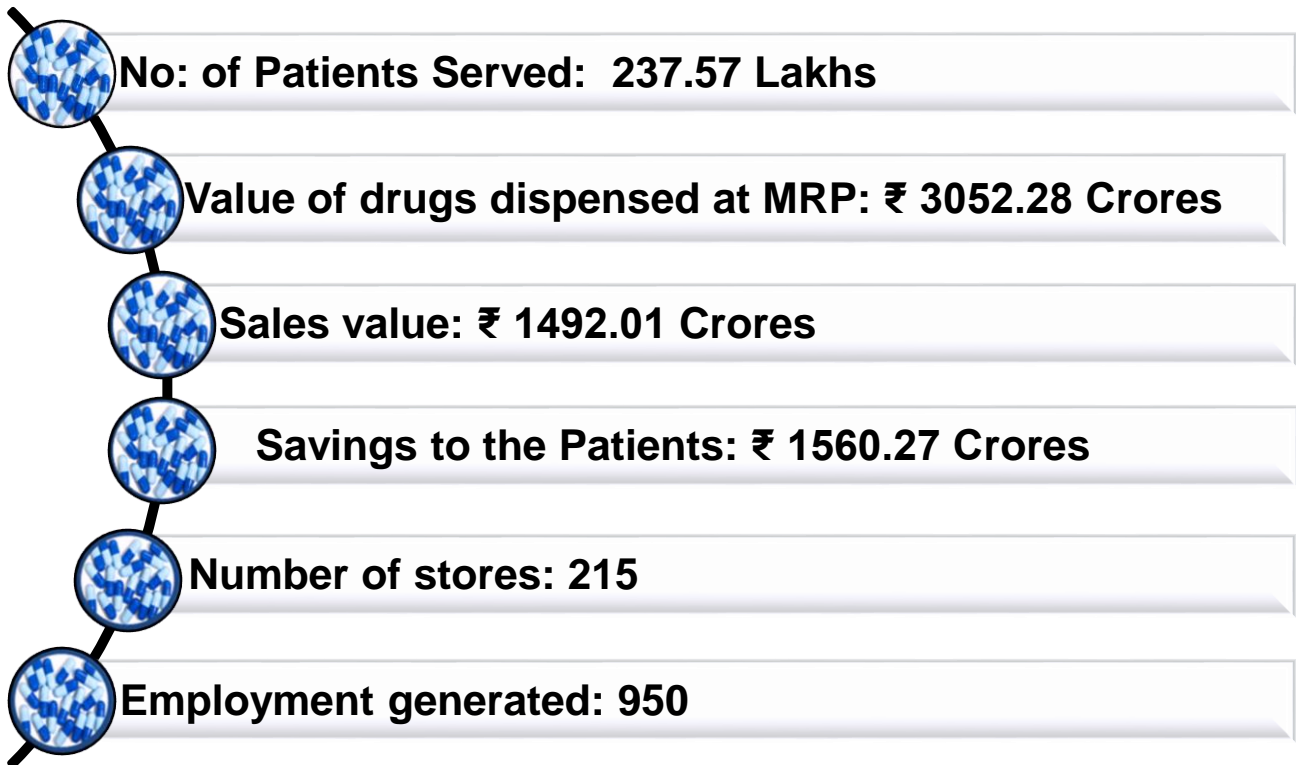 No: of Patients Served: 237.57 Lakhs
Value of drugs dispensed at MRP: ₹ 3052.28 Crores
Sales value: ₹ 1492.01 Crores
Savings to the Patients: ₹ 1560.27 Crores
Number of stores: 215
Employment generated: 950